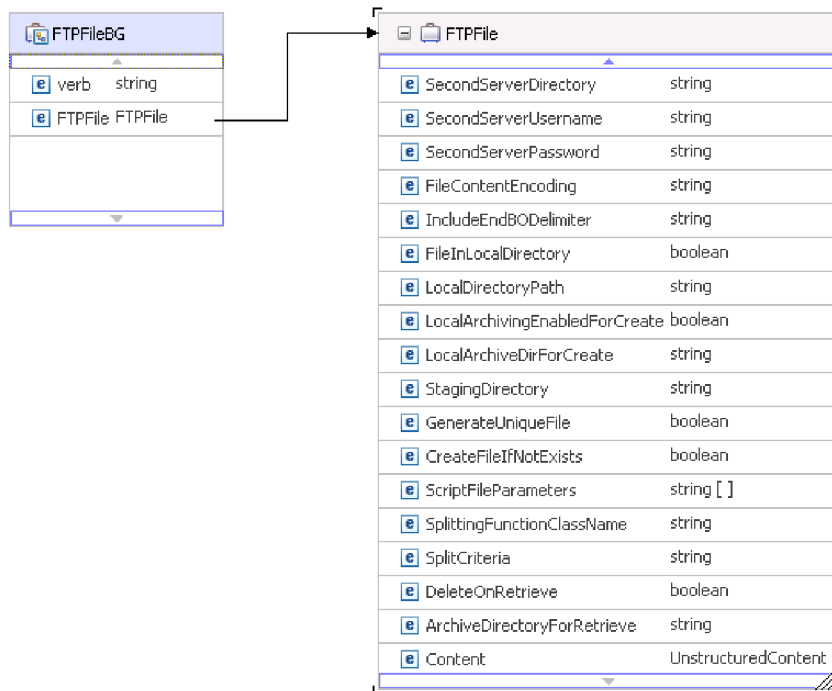 FTPFileBG
verb string
FTPFile FTPFile
FTPFile
SecondServerDirectory string
SecondServerUsername string
SecondServerPassword string
FileContentEncoding string
IncludeEndBODelimiter string
FileInLocalDirectory boolean
LocalDirectoryPath string
LocalArchivingEnabledForCreate boolean
LocalArchiveDirForCreate string
StagingDirectory string
GenerateUniqueFile boolean
CreateFileIfNotExists boolean
ScriptFileParameters string [ ]
SplittingFunctionClassName string
SplitCriteria string
DeleteOnRetrieve boolean
ArchiveDirectoryForRetrieve string
Content UnstructuredContent